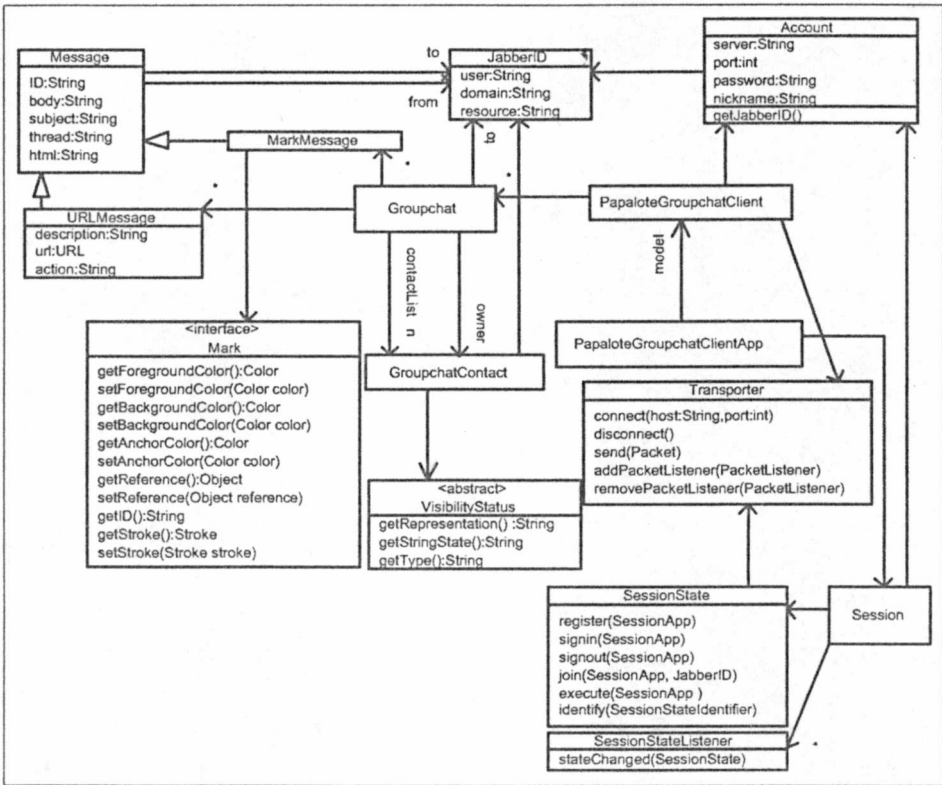 Message
ID:String
body:String
subject:String
thread:String
html:String
to
from
JabberID
user:String
domain:String
resource:String
Account
server:String
port:int
password:String
nickname:String
getJabberID()
MarkMessage
*
*
*
URLMessage
description:String
url:URL
action:String
Groupchat
PapaloteGroupchatClient
model
contactList n
owner
PapaloteGroupchatClientApp
GroupchatContact
<interface>
Mark
getForegroundColor():Color
setForegroundColor(Color color)
getBackgroundColor():Color
setBackgroundColor(Color color)
getAnchorColor():Color
setAnchorColor(Color color)
getReference():Object
setReference(Object reference)
getID():String
getStroke():Stroke
setStroke(Stroke stroke)
<abstract>
VisibilityStatus
getRepresentation() :String
getStringState():String
getType():String
Transporter
connect(host:String,port:int)
disconnect()
send(Packet)
addPacketListener(PacketListener)
removePacketListener(PacketListener)
SessionState
register(SessionApp)
signin(SessionApp)
signout(SessionApp)
join(SessionApp, JabberID)
execute(SessionApp )
identify(SessionStateIdentifier)
Session
SessionStateListener
stateChanged(SessionState)
*